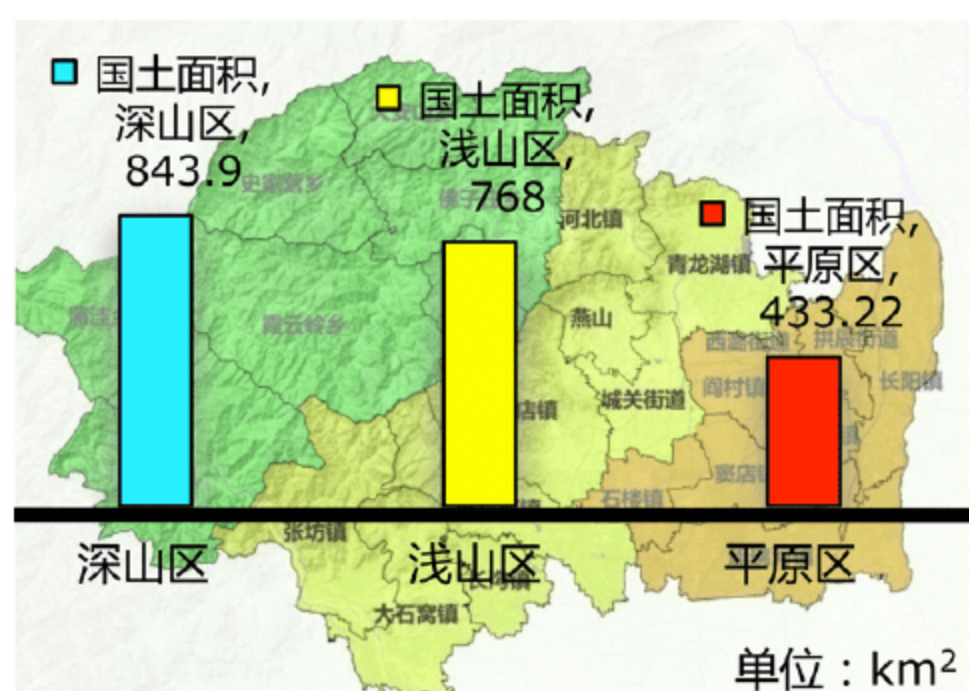 国土面积,
深山区,
843.9
国土面积,
浅山区,
768
国土面积,
平原区,
433.22
史家营乡
河北镇
青龙湖镇
霞云岭乡
燕山
西潞街道
拱辰街道
阎村镇
长阳镇
店镇
城关街道
窦店
石楼镇
张坊镇
深山区
浅山区
平原区
长沟镇
大石窝镇
单位：km²